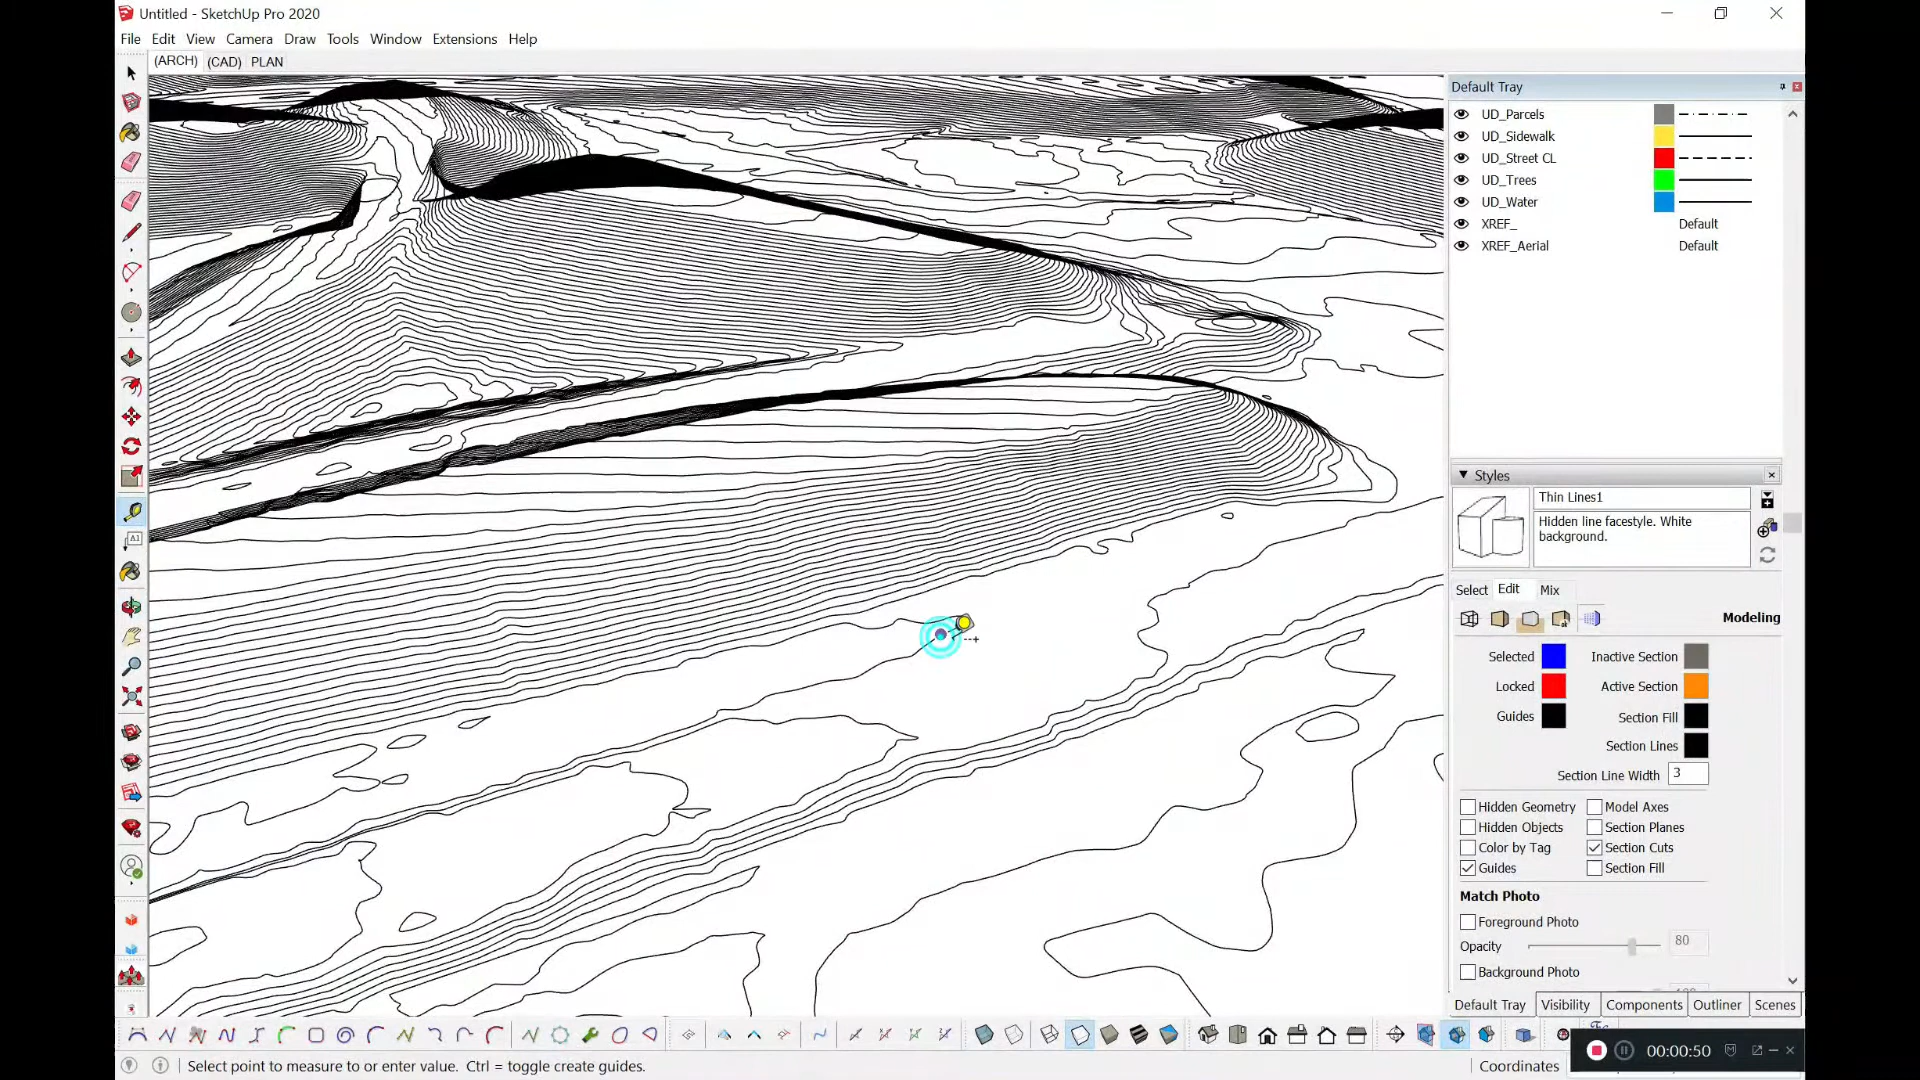 Untitled - SketchUp Pro 2020
File Edit View Camera Draw Tools Window Extensions Help
(ARCH) (CAD) PLAN
Default Tray
UD_Parcels
UD_Sidewalk
UD_Street CL
UD_Trees
UD_Water
XREF_ Default
XREF_Aerial Default
Styles
Thin Lines1
Hidden line facestyle. White
background.
Select Edit Mix
Modeling
Selected Inactive Section
Locked Active Section
Guides Section Fill
Section Lines
Section Line Width 3
Hidden Geometry Model Axes
Hidden Objects Section Planes
Color by Tag Section Cuts
Guides Section Fill
Match Photo
Foreground Photo
Opacity 80
Background Photo
Default Tray Visibility Components Outliner Scenes
Select point to measure to or enter value. Ctrl = toggle create guides.
Coordinates
00:00:50